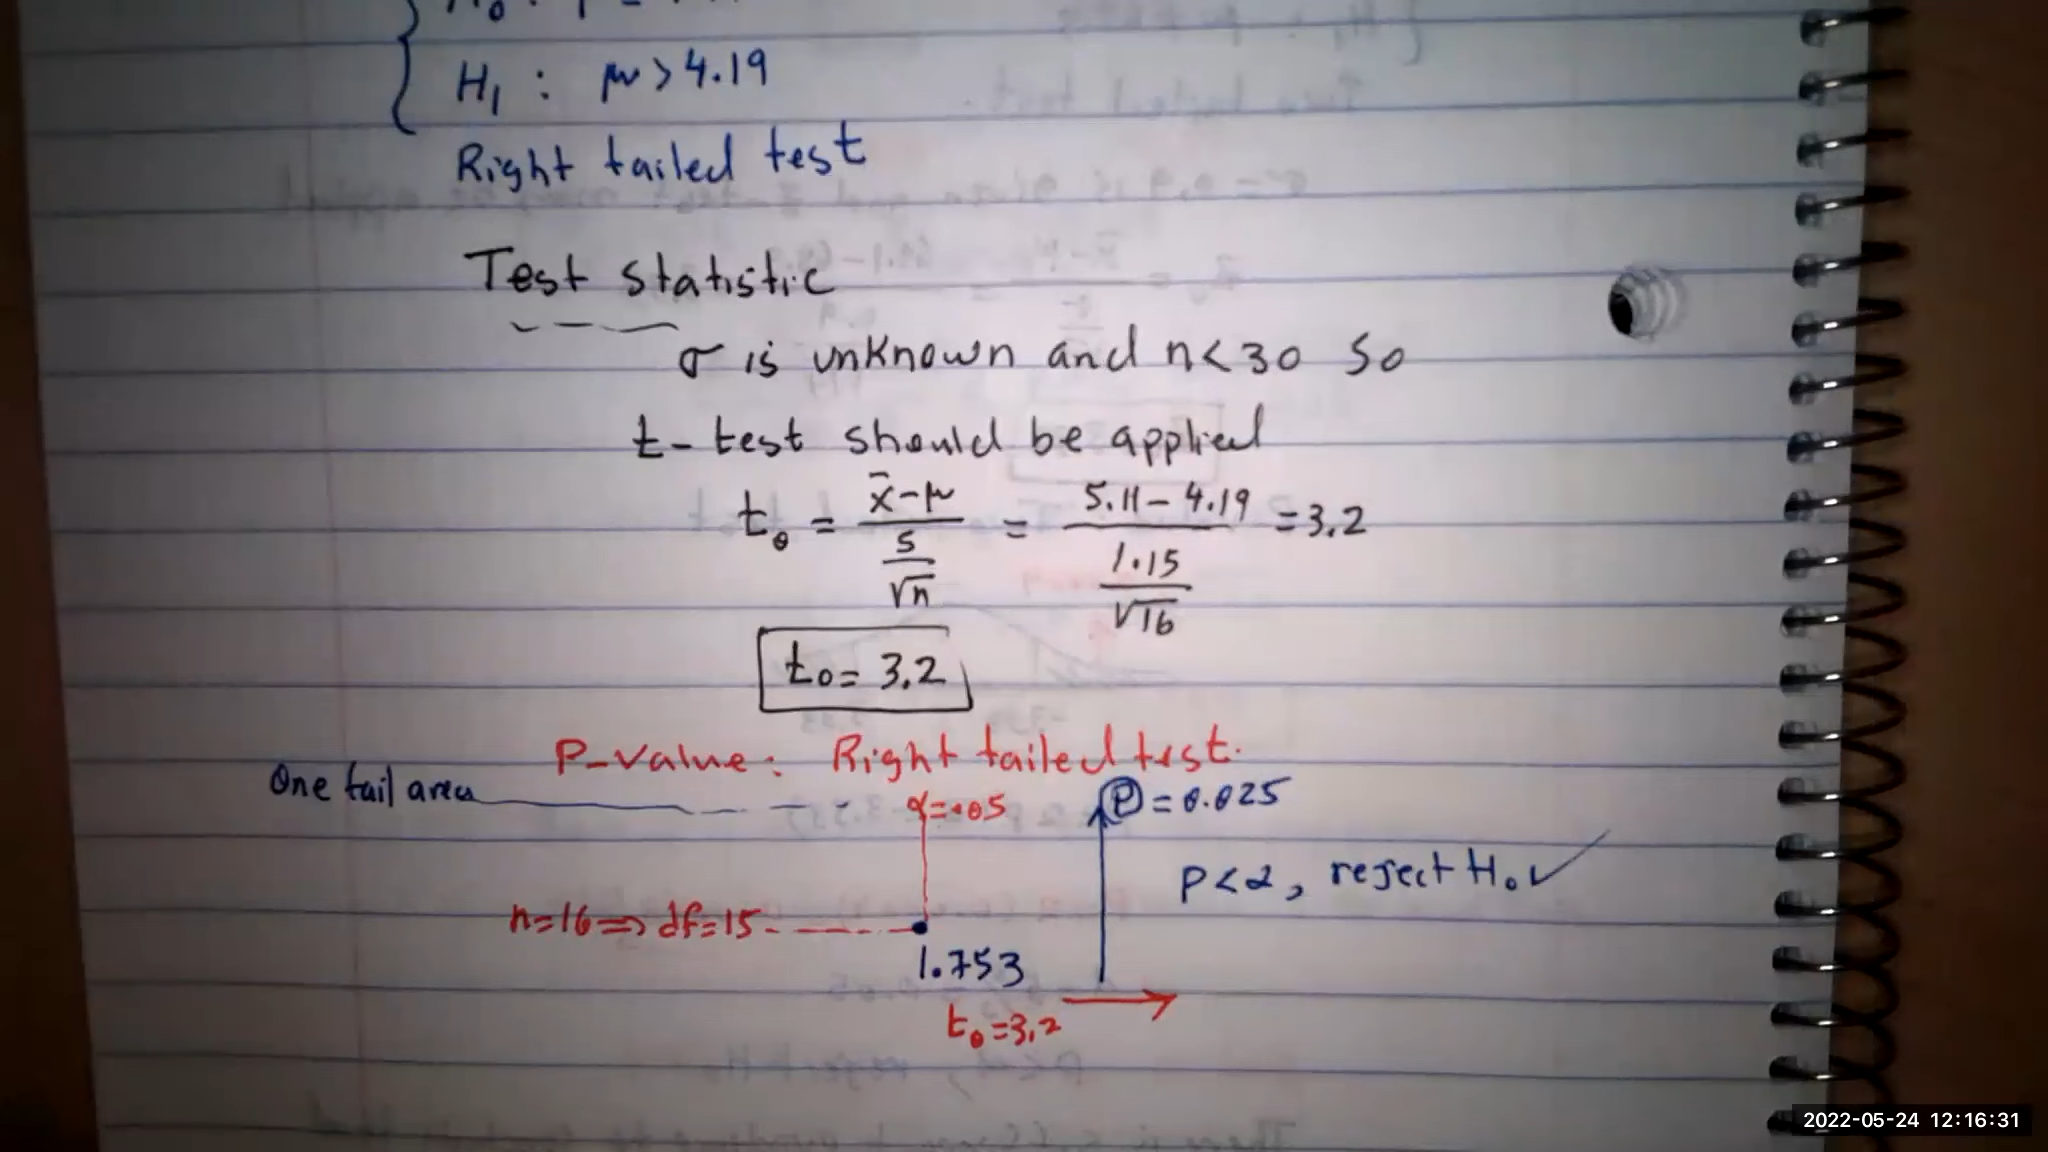 H₀ :
H₁ : μ > 4.19
Right tailed test
Test statistic
σ is unknown and n < 30 So
t - test should be applied
t₀ = (x̄ - μ) / (s / √n) = (5.11 - 4.19) / (1.15 / √16) = 3.2
t₀ = 3.2
P-value: Right tailed test.
One tail area α = .05 P = 0.025
P < α, reject H₀ ✓
n=16 ⇒ df=15
1.753
t₀ = 3.2
2022-05-24 12:16:31